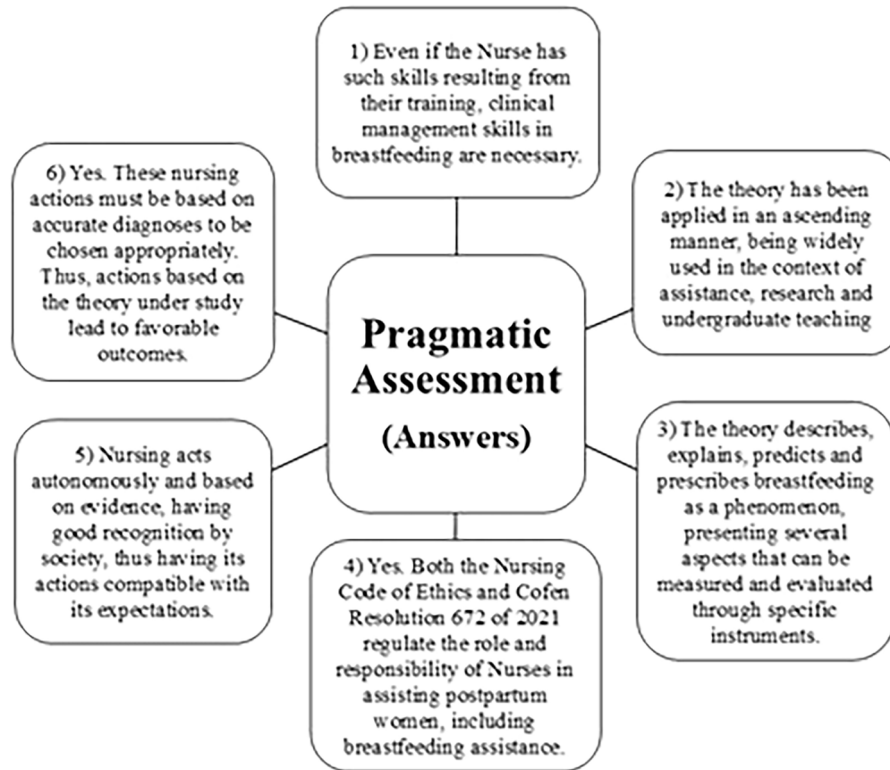 Pragmatic
Assessment
(Answers)
1) Even if the Nurse has
such skills resulting from
their training, clinical
management skills in
breastfeeding are necessary.
2) The theory has been
applied in an ascending
manner, being widely
used in the context of
assistance, research and
undergraduate teaching
3) The theory describes,
explains, predicts and
prescribes breastfeeding
as a phenomenon,
presenting several
aspects that can be
measured and evaluated
through specific
instruments.
4) Yes. Both the Nursing
Code of Ethics and Cofen
Resolution 672 of 2021
regulate the role and
responsibility of Nurses in
assisting postpartum
women, including
breastfeeding assistance.
5) Nursing acts
autonomously and based
on evidence, having
good recognition by
society, thus having its
actions compatible with
its expectations.
6) Yes. These nursing
actions must be based on
accurate diagnoses to be
chosen appropriately.
Thus, actions based on
the theory under study
lead to favorable
outcomes.